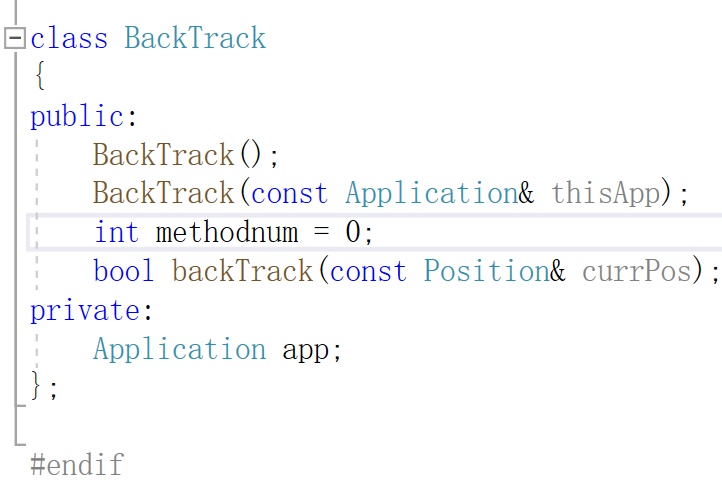 class BackTrack
{
public:
    BackTrack();
    BackTrack(const Application& thisApp);
    int methodnum = 0;
    bool backTrack(const Position& currPos);
private:
    Application app;
};
#endif